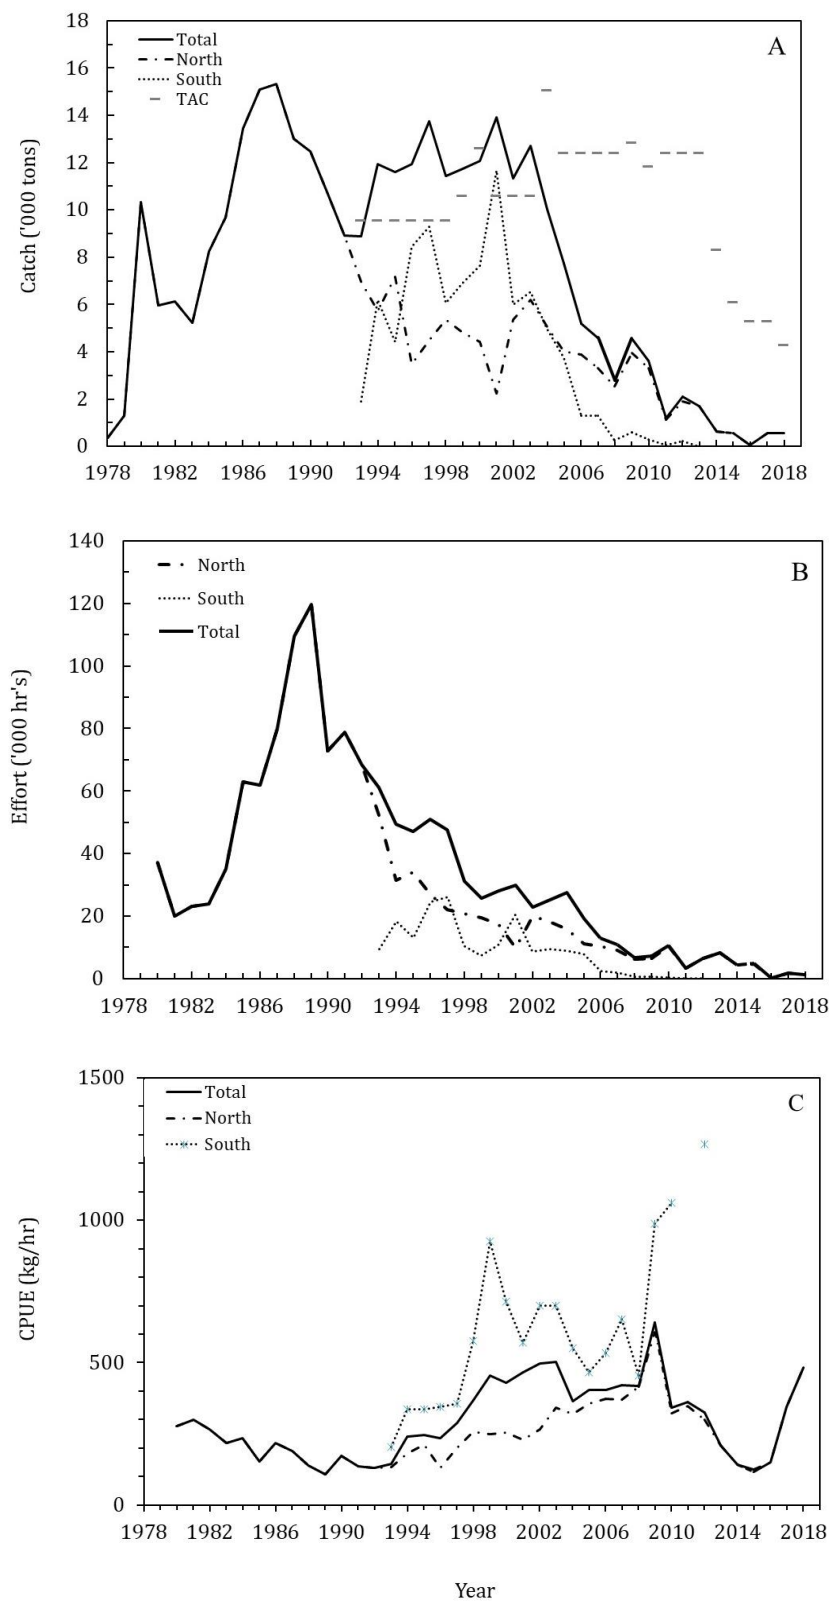 18
Total
North
South
TAC
A
16
14
12
10
8
6
4
2
0
Catch ('000 tons)
1978 1982 1986 1990 1994 1998 2002 2006 2010 2014 2018
140
North
South
Total
B
120
100
80
60
40
20
0
Effort ('000 hr's)
1978 1982 1986 1990 1994 1998 2002 2006 2010 2014 2018
1500
Total
North
South
C
1000
500
0
CPUE (kg/hr)
1978 1982 1986 1990 1994 1998 2002 2006 2010 2014 2018
Year